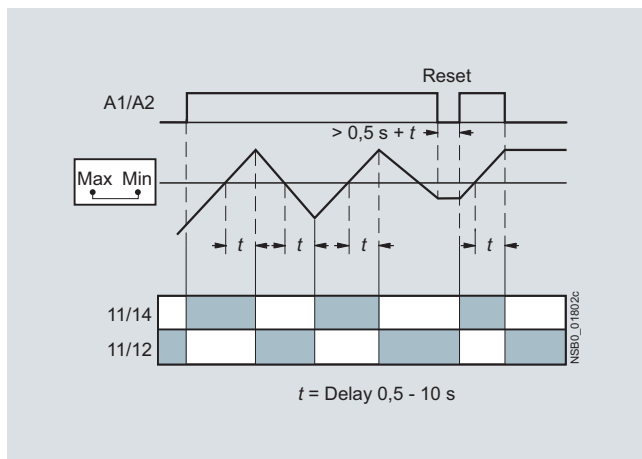 Reset
A1/A2
> 0,5 s + t
Max Min
t t t t
11/14
11/12
NSB0_01802c
t = Delay 0,5 - 10 s